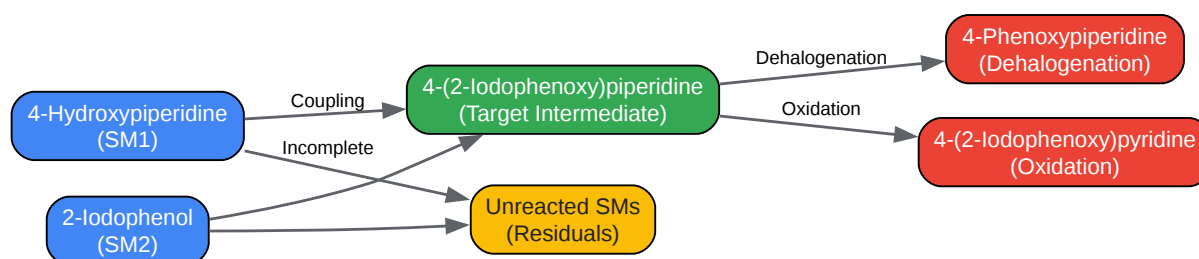 4-Hydroxypiperidine
(SM1)
2-Iodophenol
(SM2)
Coupling
Incomplete
4-(2-Iodophenoxy)piperidine
(Target Intermediate)
Unreacted SMs
(Residuals)
Dehalogenation
Oxidation
4-Phenoxypiperidine
(Dehalogenation)
4-(2-Iodophenoxy)pyridine
(Oxidation)